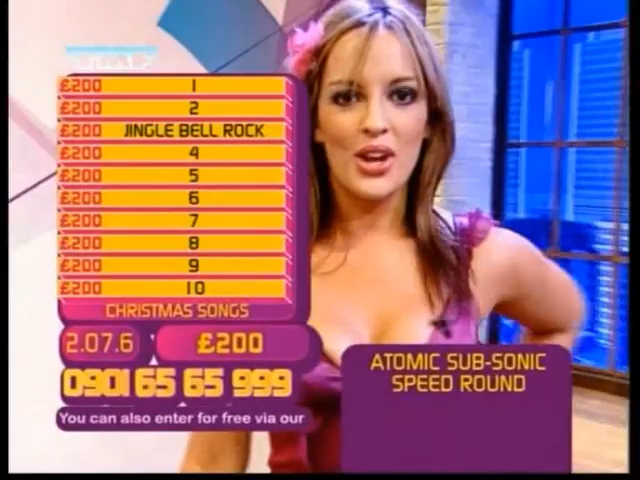 £200 1
£200 2
£200 JINGLE BELL ROCK
£200 4
£200 5
£200 6
£200 7
£200 8
£200 9
£200 10
CHRISTMAS SONGS
2.07.6 £200
0901 65 65 999
You can also enter for free via our
ATOMIC SUB-SONIC
SPEED ROUND